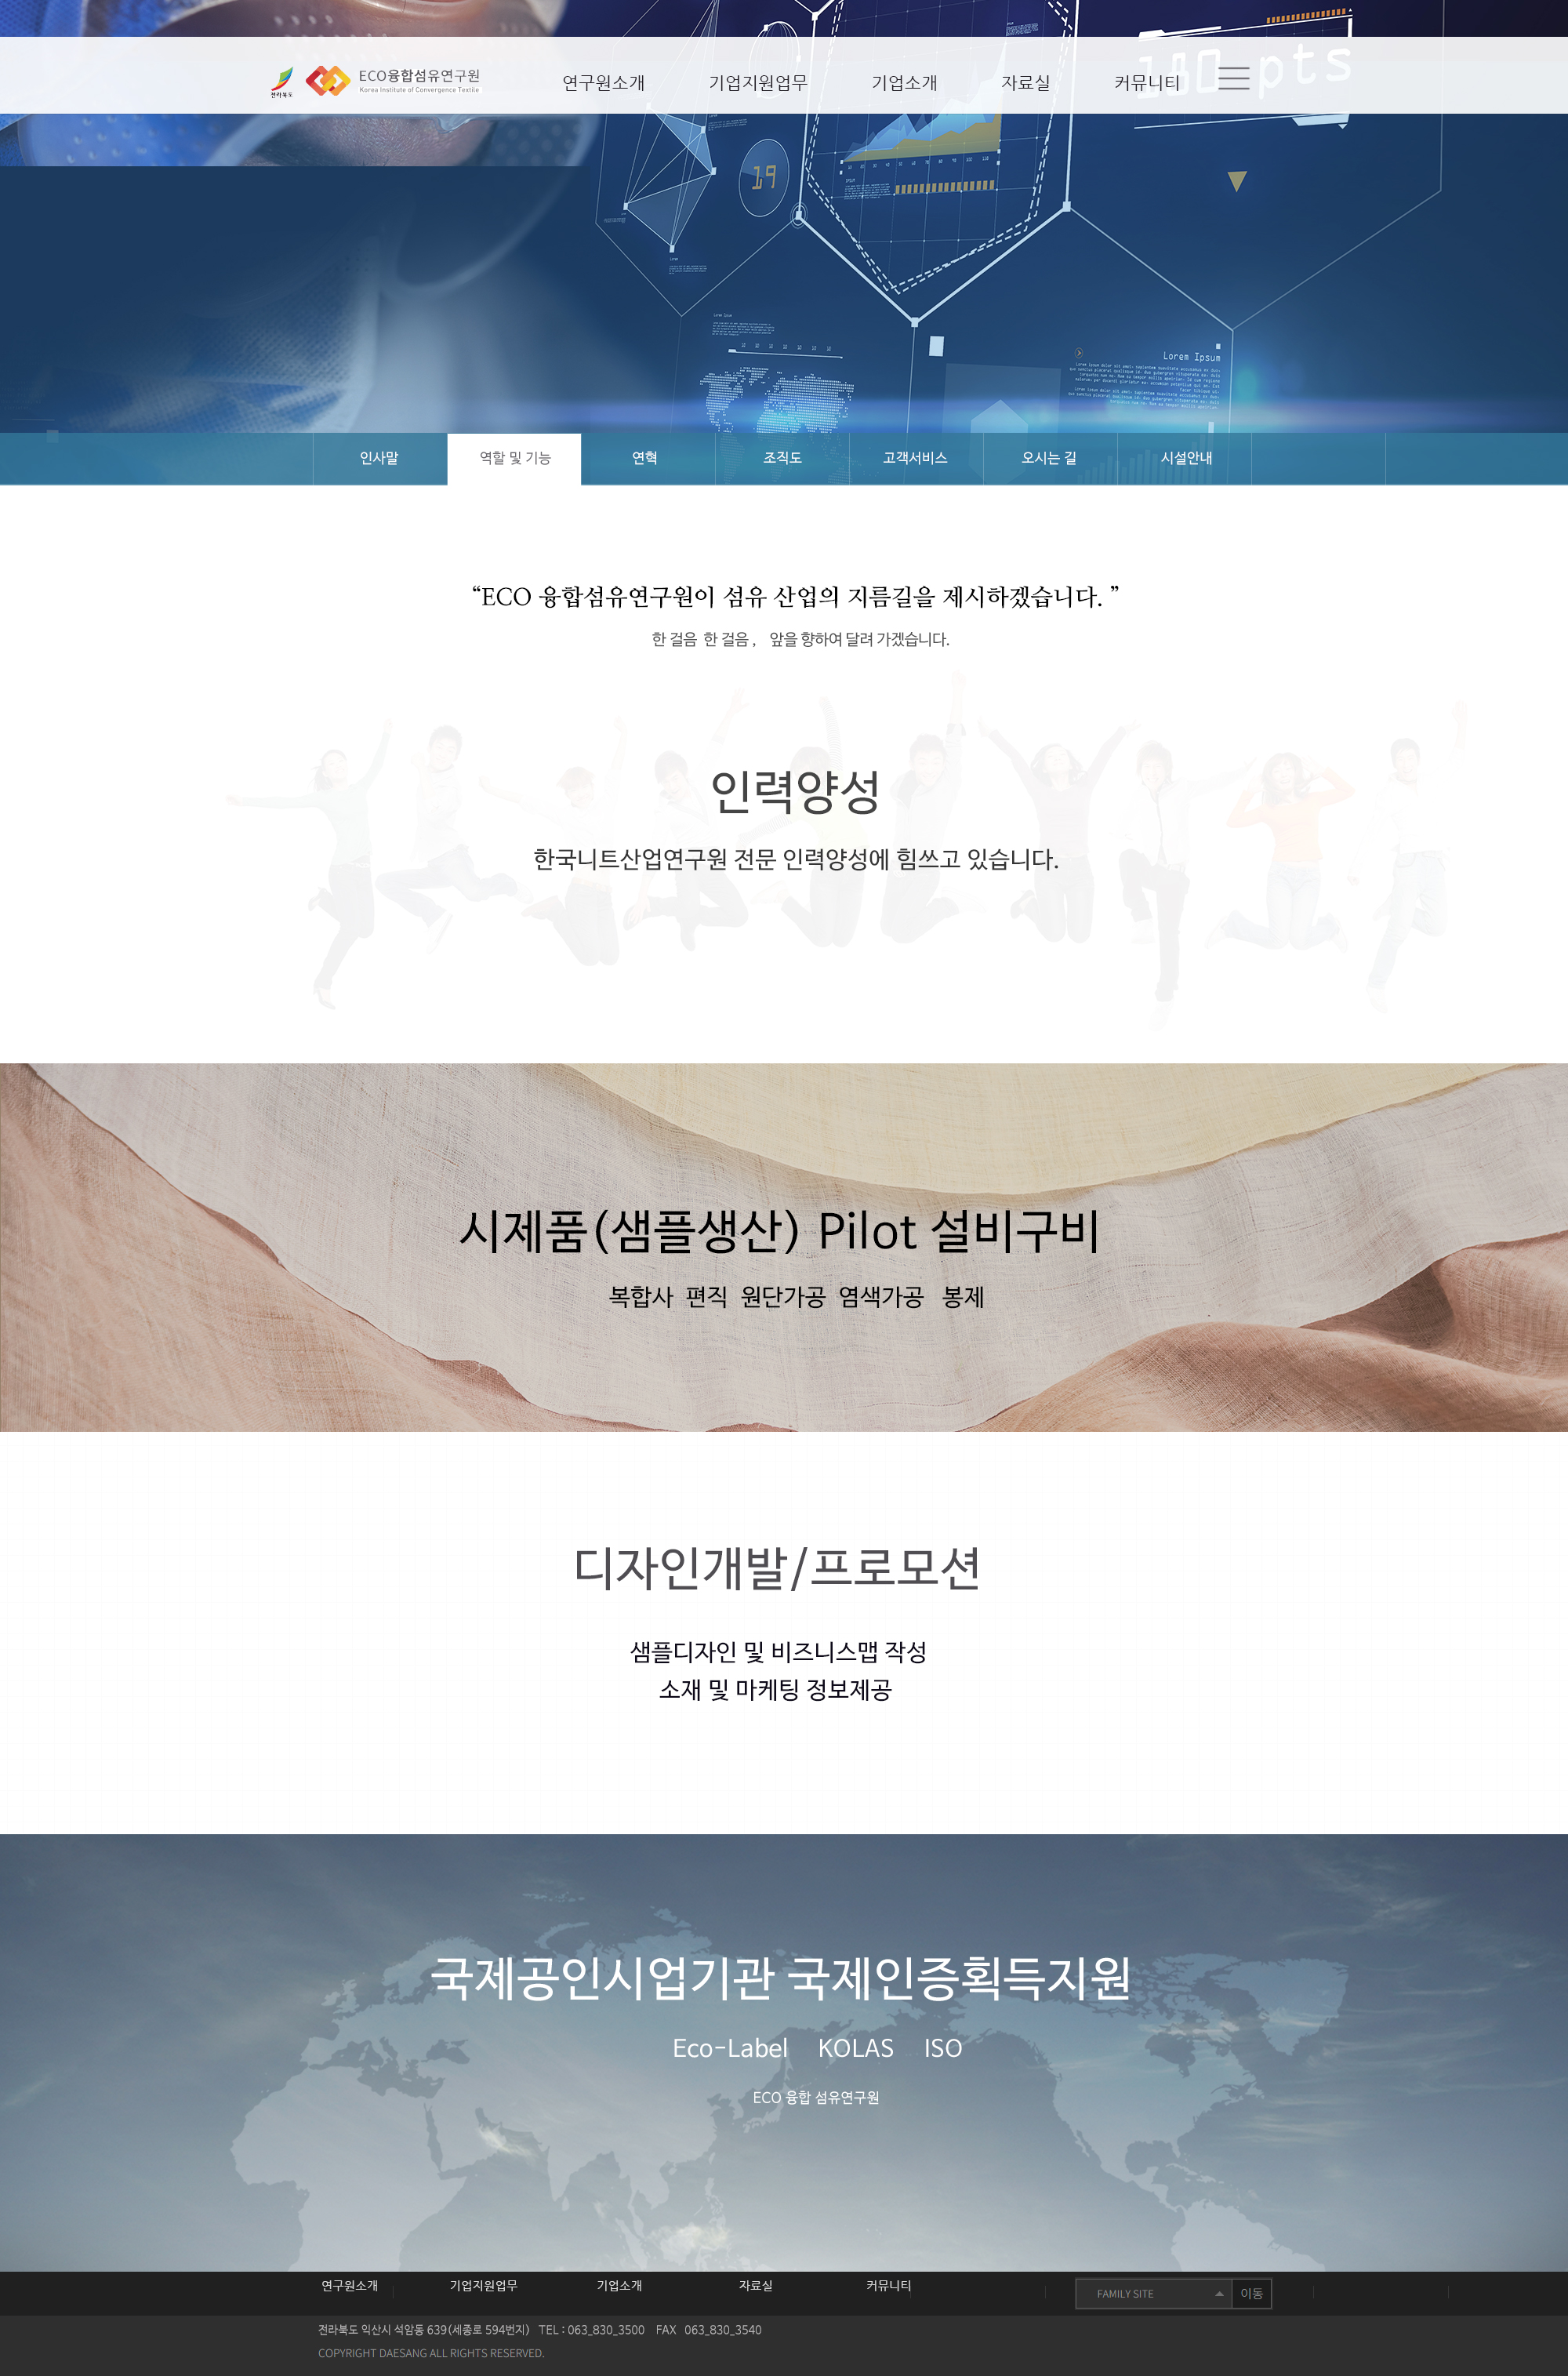 180 pts
전라북도
ECO융합섬유연구원
Korea Institute of Convergence Textile
연구원소개 기업지원업무 기업소개 자료실 커뮤니티
19
Lorem Ipsum
인사말 역할 및 기능 연혁 조직도 고객서비스 오시는 길 시설안내
“ECO 융합섬유연구원이 섬유 산업의 지름길을 제시하겠습니다. ”
한 걸음 한 걸음 , 앞을 향하여 달려 가겠습니다.
인력양성
한국니트산업연구원 전문 인력양성에 힘쓰고 있습니다.
시제품(샘플생산) Pilot 설비구비
복합사 편직 원단가공 염색가공 봉제
디자인개발/프로모션
샘플디자인 및 비즈니스맵 작성
소재 및 마케팅 정보제공
국제공인시업기관 국제인증획득지원
Eco-Label KOLAS ISO
ECO 융합 섬유연구원
연구원소개 기업지원업무 기업소개 자료실 커뮤니티 FAMILY SITE 이동
전라북도 익산시 석암동 639(세종로 594번지) TEL : 063_830_3500 FAX 063_830_3540
COPYRIGHT DAESANG ALL RIGHTS RESERVED.